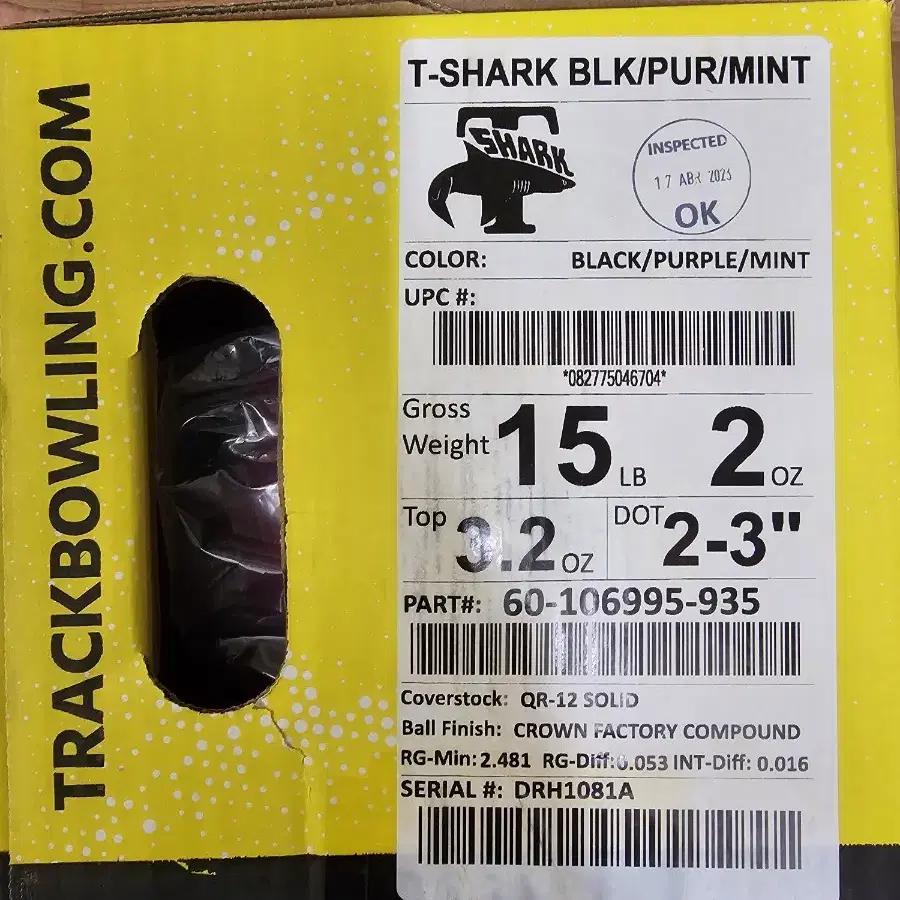 TRACKBOWLING.COM
T-SHARK BLK/PUR/MINT
T
SHARK
INSPECTED
17 ABR 2023
OK
COLOR: BLACK/PURPLE/MINT
UPC #:
*082775046704*
Gross
Weight 15 LB 2 OZ
Top 3.2 OZ DOT 2-3"
PART#: 60-106995-935
Coverstock: QR-12 SOLID
Ball Finish: CROWN FACTORY COMPOUND
RG-Min: 2.481 RG-Diff: 0.053 INT-Diff: 0.016
SERIAL #: DRH1081A